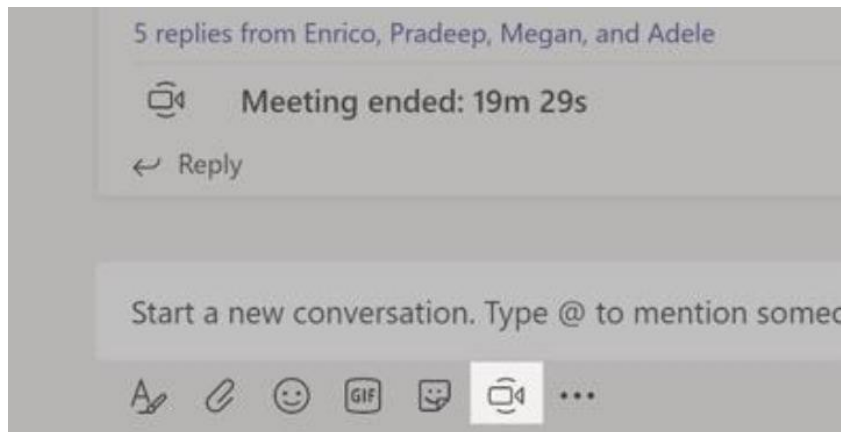 5 replies from Enrico, Pradeep, Megan, and Adele
Meeting ended: 19m 29s
Reply
Start a new conversation. Type @ to mention someo
GIF